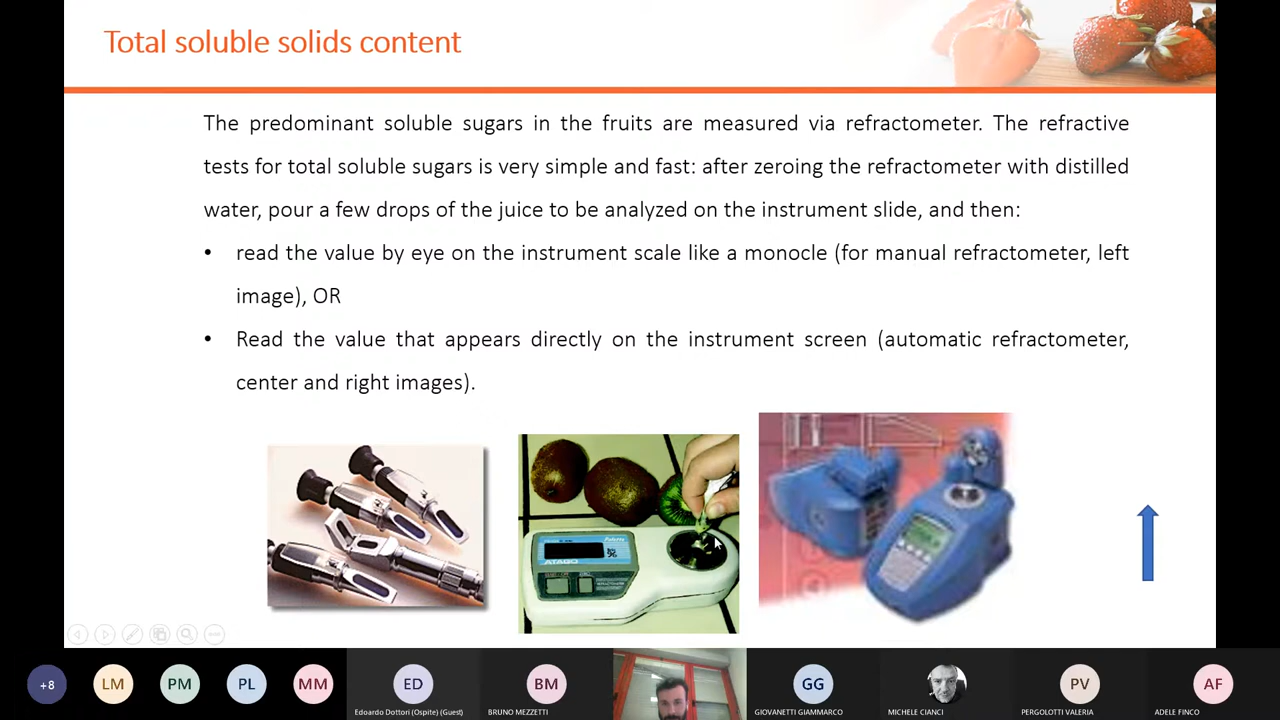 Total soluble solids content
The predominant soluble sugars in the fruits are measured via refractometer. The refractive
tests for total soluble sugars is very simple and fast: after zeroing the refractometer with distilled
water, pour a few drops of the juice to be analyzed on the instrument slide, and then:
• read the value by eye on the instrument scale like a monocle (for manual refractometer, left
image), OR
• Read the value that appears directly on the instrument screen (automatic refractometer,
center and right images).
ATAGO
+8
LM
PM
PL
MM
ED
BM
GG
PV
AF
Edoardo Dottori (Ospite) (Guest)
BRUNO MEZZETTI
GIOVANETTI GIAMMARCO
MICHELE CIANCI
PERGOLOTTI VALERIA
ADELE FINCO